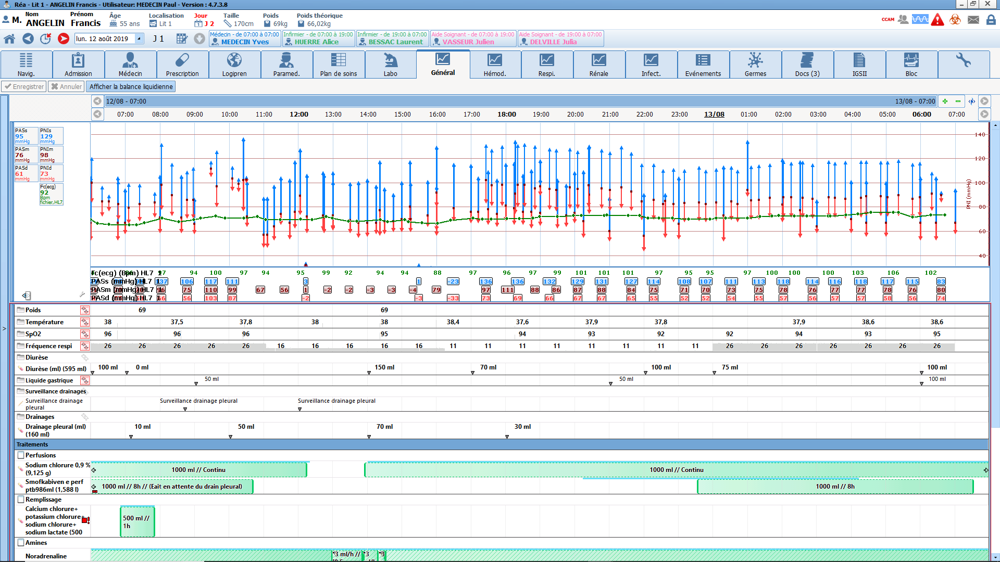 Réa - Lit 1 - ANGELIN Francis - Utilisateur: MEDECIN Paul - Version : 4.7.3.8
M. Nom ANGELIN Prénom Francis Âge 55 ans Localisation Lit 1 Jour J 2 Taille 170cm Poids 69kg Poids théorique 66,02kg CCAM
lun. 12 août 2019 J 1
Médecin - de 07:00 à 07:00 MEDECIN Yves
Infirmier - de 07:00 à 19:00 HUERRE Alice
Infirmier - de 19:00 à 07:00 BESSAC Laurent
Aide Soignant - de 07:00 à 19:00 VASSEUR Julien
Aide Soignant - de 19:00 à 07:00 DELVILLE Julia
Navig. Admission Médecin Prescription Logipren Paramed. Plan de soins Labo Général Hémod. Respi. Rénale Infect. Evénements Germes Docs (3) IGSII Bloc
Enregistrer Annuler Afficher la balance liquidienne
12/08 - 07:00 13/08 - 07:00
07:00 08:00 09:00 10:00 11:00 12:00 13:00 14:00 15:00 16:00 17:00 18:00 19:00 20:00 21:00 22:00 23:00 13/08 01:00 02:00 03:00 04:00 05:00 06:00 07:00
PASs 95 mmHg
PNIs 129 mmHg
PASm 76 mmHg
PNIm 98 mmHg
PASd 61 mmHg
PNId 73 mmHg
Fc(ecg) 92 Bpm fichier,HL7,
140
120
100
80
60
40
PNI (mmHg)
Fc(ecg) (Bpm) HL7 97 94 100 97 94 95 99 92 94 94 88 97 96 97 99 101 101 101 97 95 95 97 100 100 103 106 102
PASs (mmHg) HL7 137 106 117 111 3 1 -23 136 136 132 129 131 127 114 108 107 111 113 118 114 116 118 117 115 83
PASm (mmHg) HL7 96 75 110 99 67 56 1 -2 -2 -3 -3 -4 79 97 111 88 86 87 88 84 75 71 70 73 75 78 76 77 77 78 76 80
PASd (mmHg) HL7 66 56 103 87 -2 -3 -33 73 69 66 67 67 65 55 52 52 54 55 57 56 57 57 58 56 74
Poids 69 69
Température 38 37,5 37,8 38 38 38,4 37,6 37,9 37,8 37,9 38,6 38,6
SpO2 96 96 96 95 94 93 92 92 94 93 95
Fréquence respi 26 26 26 26 26 16 16 16 16 16 11 11 11 11 11 11 11 11 26 26 26 26 26 26 26
Diurèse
Diurèse (ml) (595 ml) 100 ml 0 ml 150 ml 70 ml 100 ml 75 ml 100 ml
Liquide gastrique 50 ml 50 ml 100 ml
Surveillance drainages
Surveillance drainage pleural Surveillance drainage pleural Surveillance drainage pleural
Drainages
Drainage pleural (ml) (160 ml) 10 ml 50 ml 70 ml 30 ml
Traitements
Perfusions
Sodium chlorure 0,9 % (9,125 g) 1000 ml // Continu 1000 ml // Continu
Smofkabiven e perf ptb986ml (1,588 l) 1000 ml // 8h // (Eait en attente du drain pleural) 1000 ml // 8h
Remplissage
Calcium chlorure+
potassium chlorure+
sodium chlorure+
sodium lactate (500
500 ml // 1h
Amines
Noradrenaline *3 ml/h // *3 *3